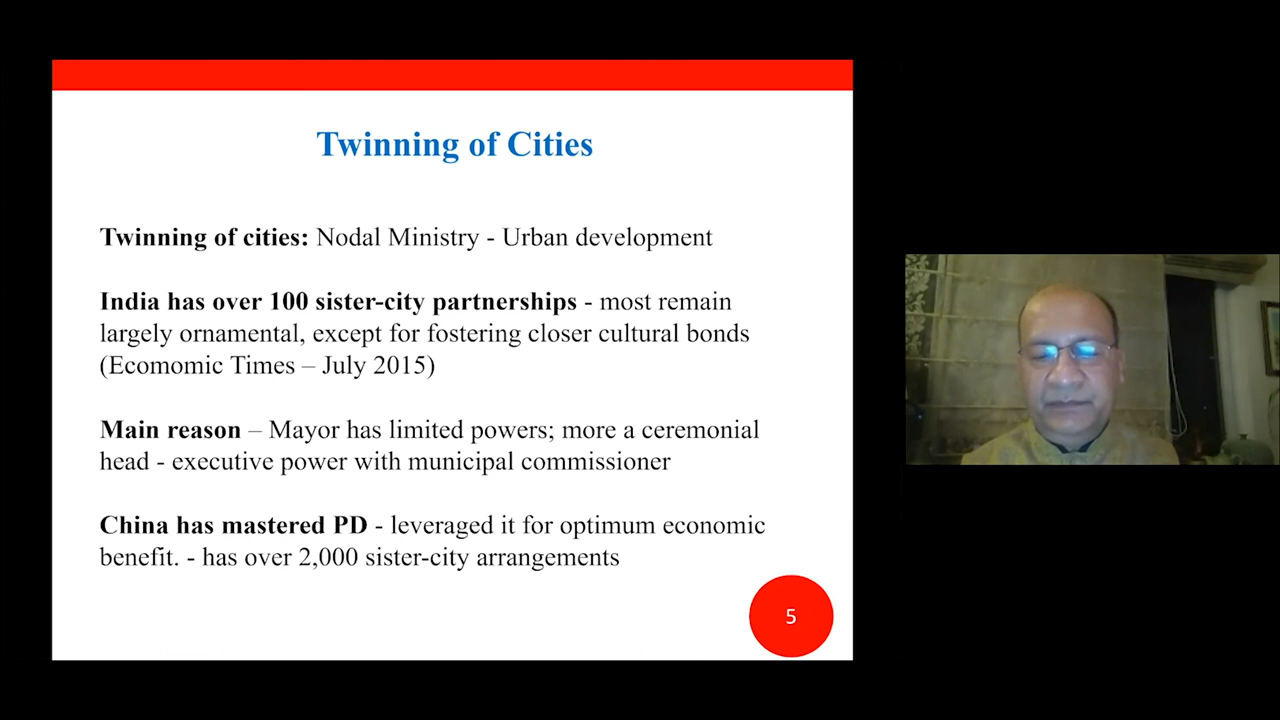 Twinning of Cities
Twinning of cities: Nodal Ministry - Urban development
India has over 100 sister-city partnerships - most remain
largely ornamental, except for fostering closer cultural bonds
(Ecomomic Times – July 2015)
Main reason – Mayor has limited powers; more a ceremonial
head - executive power with municipal commissioner
China has mastered PD - leveraged it for optimum economic
benefit. - has over 2,000 sister-city arrangements
5